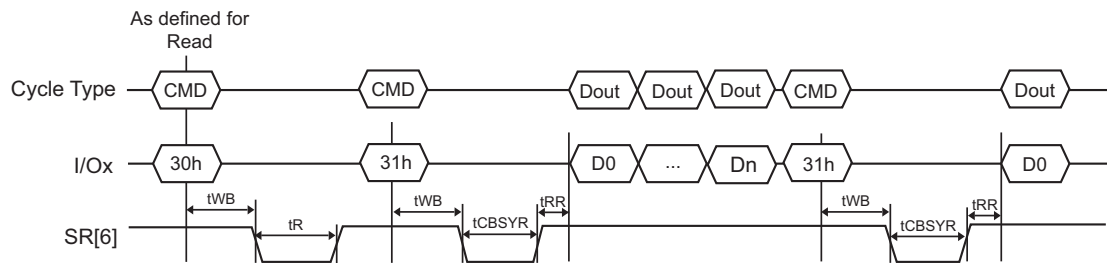 As defined for
Read
Cycle Type CMD CMD Dout Dout Dout CMD Dout
I/Ox 30h 31h D0 ... Dn 31h D0
tWB tR tWB tCBSYR tRR tWB tCBSYR tRR
SR[6]